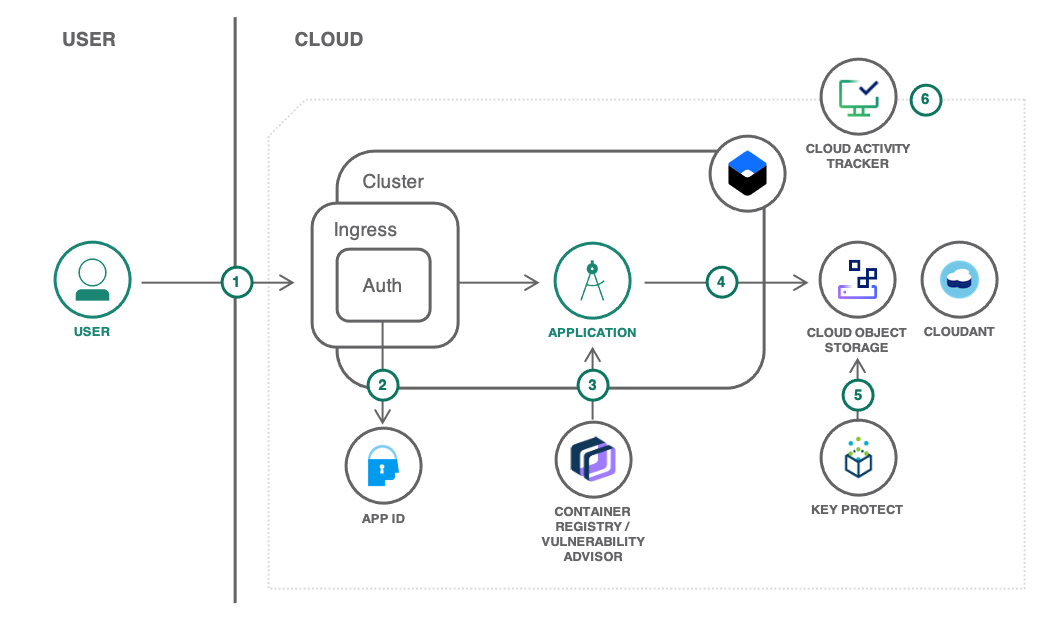 USER
CLOUD
6
CLOUD ACTIVITY
TRACKER
Cluster
Ingress
Auth
1
USER
APPLICATION
4
CLOUD OBJECT
STORAGE
CLOUDANT
2
3
5
APP ID
CONTAINER
REGISTRY /
VULNERABILITY
ADVISOR
KEY PROTECT